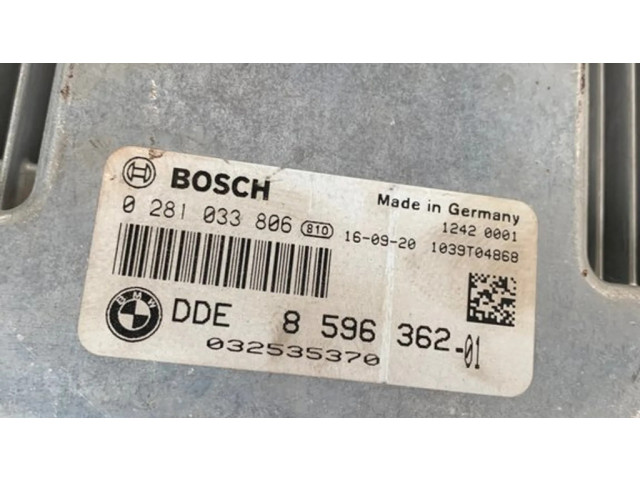 BOSCH
Made in Germany
0 281 033 806 810
1242 0001
16-09-20 1039T04868
BMW
DDE 8 596 362-01
032535370